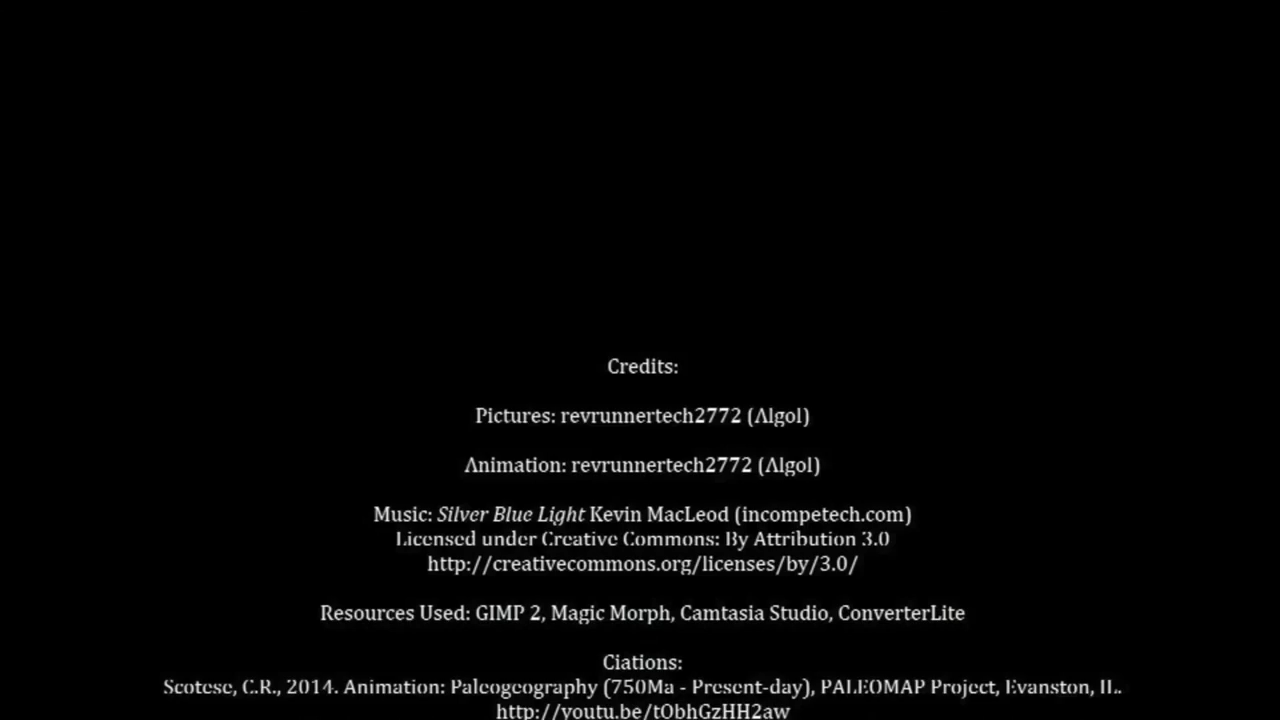 Credits:
Pictures: revrunnertech2772 (Algol)
Animation: revrunnertech2772 (Algol)
Music: Silver Blue Light Kevin MacLeod (incompetech.com)
Licensed under Creative Commons: By Attribution 3.0
http://creativecommons.org/licenses/by/3.0/
Resources Used: GIMP 2, Magic Morph, Camtasia Studio, ConverterLite
Ciations:
Scotese, C.R., 2014. Animation: Paleogeography (750Ma - Present-day), PALEOMAP Project, Evanston, IL.
http://youtu.be/tObhGzHH2aw